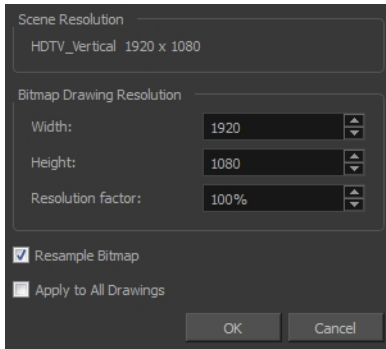 Scene Resolution
HDTV_Vertical 1920 x 1080
Bitmap Drawing Resolution
Width: 1920
Height: 1080
Resolution factor: 100%
Resample Bitmap
Apply to All Drawings
OK Cancel